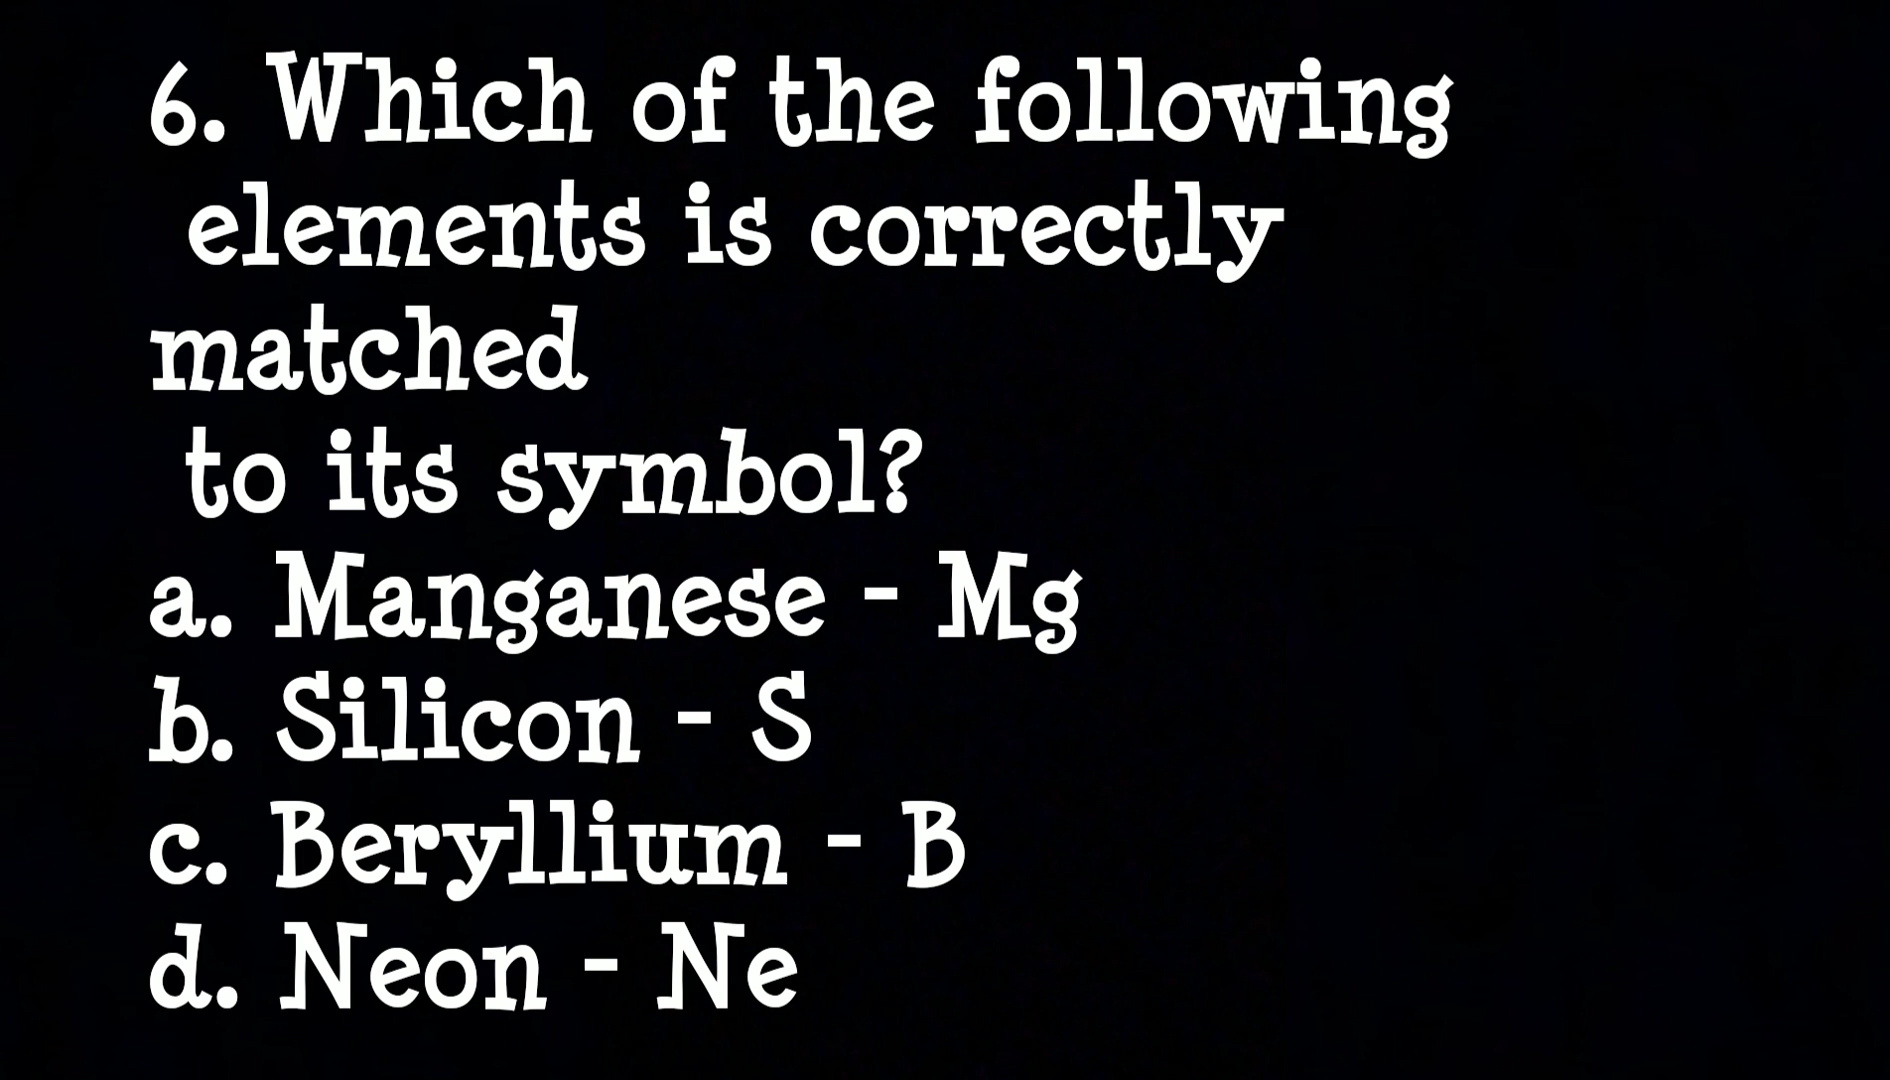 6. Which of the following
elements is correctly
matched
to its symbol?
a. Manganese - Mg
b. Silicon - S
c. Beryllium - B
d. Neon - Ne